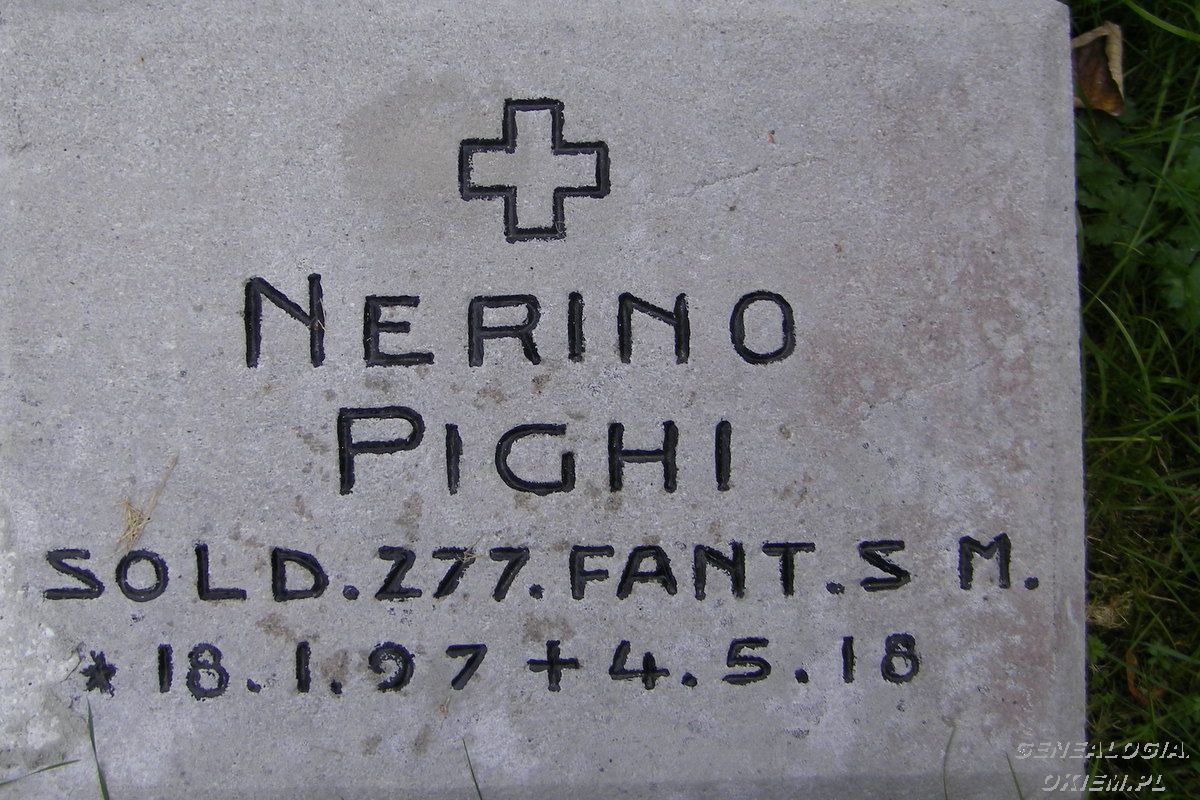 NERINO
PIGHI
SOLD.277.FANT.S M.
* 18.1.97 + 4.5.18
GENEALOGIA.
OKIEM.PL